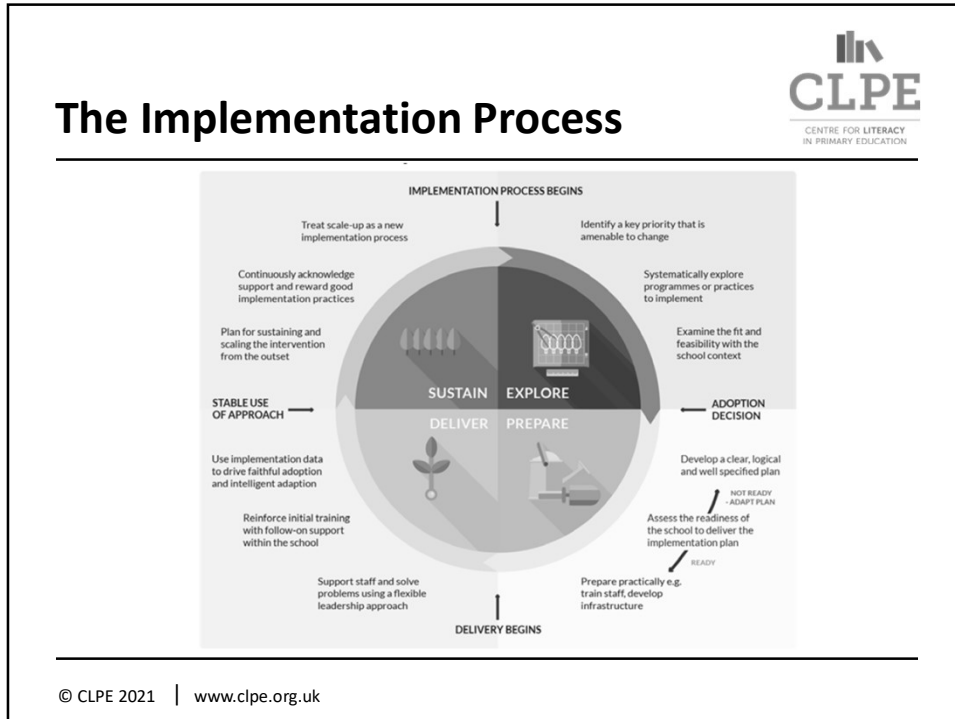 The Implementation Process
CLPE
CENTRE FOR LITERACY
IN PRIMARY EDUCATION
IMPLEMENTATION PROCESS BEGINS
Identify a key priority that is
amenable to change
Systematically explore
programmes or practices
to implement
Examine the fit and
feasibility with the
school context
EXPLORE
ADOPTION
DECISION
PREPARE
Develop a clear, logical
and well specified plan
NOT READY
- ADAPT PLAN
Assess the readiness of
the school to deliver the
implementation plan
READY
Prepare practically e.g.
train staff, develop
infrastructure
DELIVERY BEGINS
DELIVER
Support staff and solve
problems using a flexible
leadership approach
Reinforce initial training
with follow-on support
within the school
Use implementation data
to drive faithful adoption
and intelligent adaption
STABLE USE
OF APPROACH
SUSTAIN
Plan for sustaining and
scaling the intervention
from the outset
Continuously acknowledge
support and reward good
implementation practices
Treat scale-up as a new
implementation process
© CLPE 2021 | www.clpe.org.uk